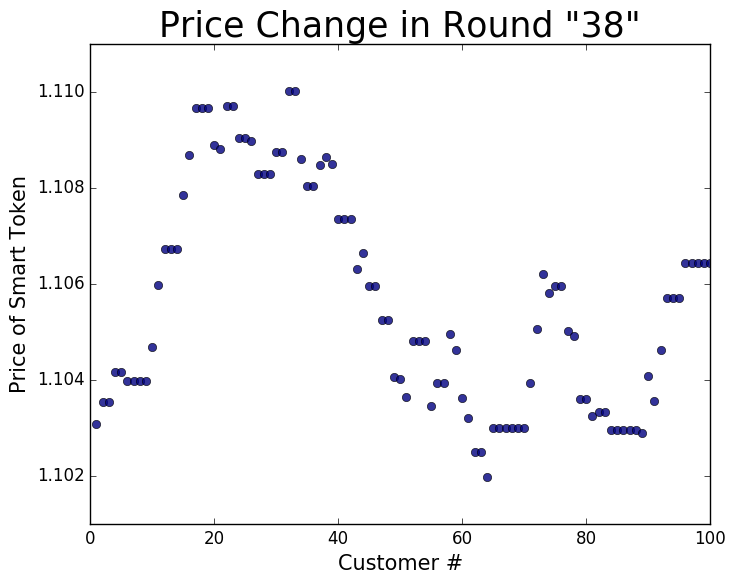 Price Change in Round "38"
Price of Smart Token
1.110
1.108
1.106
1.104
1.102
0 20 40 60 80 100
Customer #